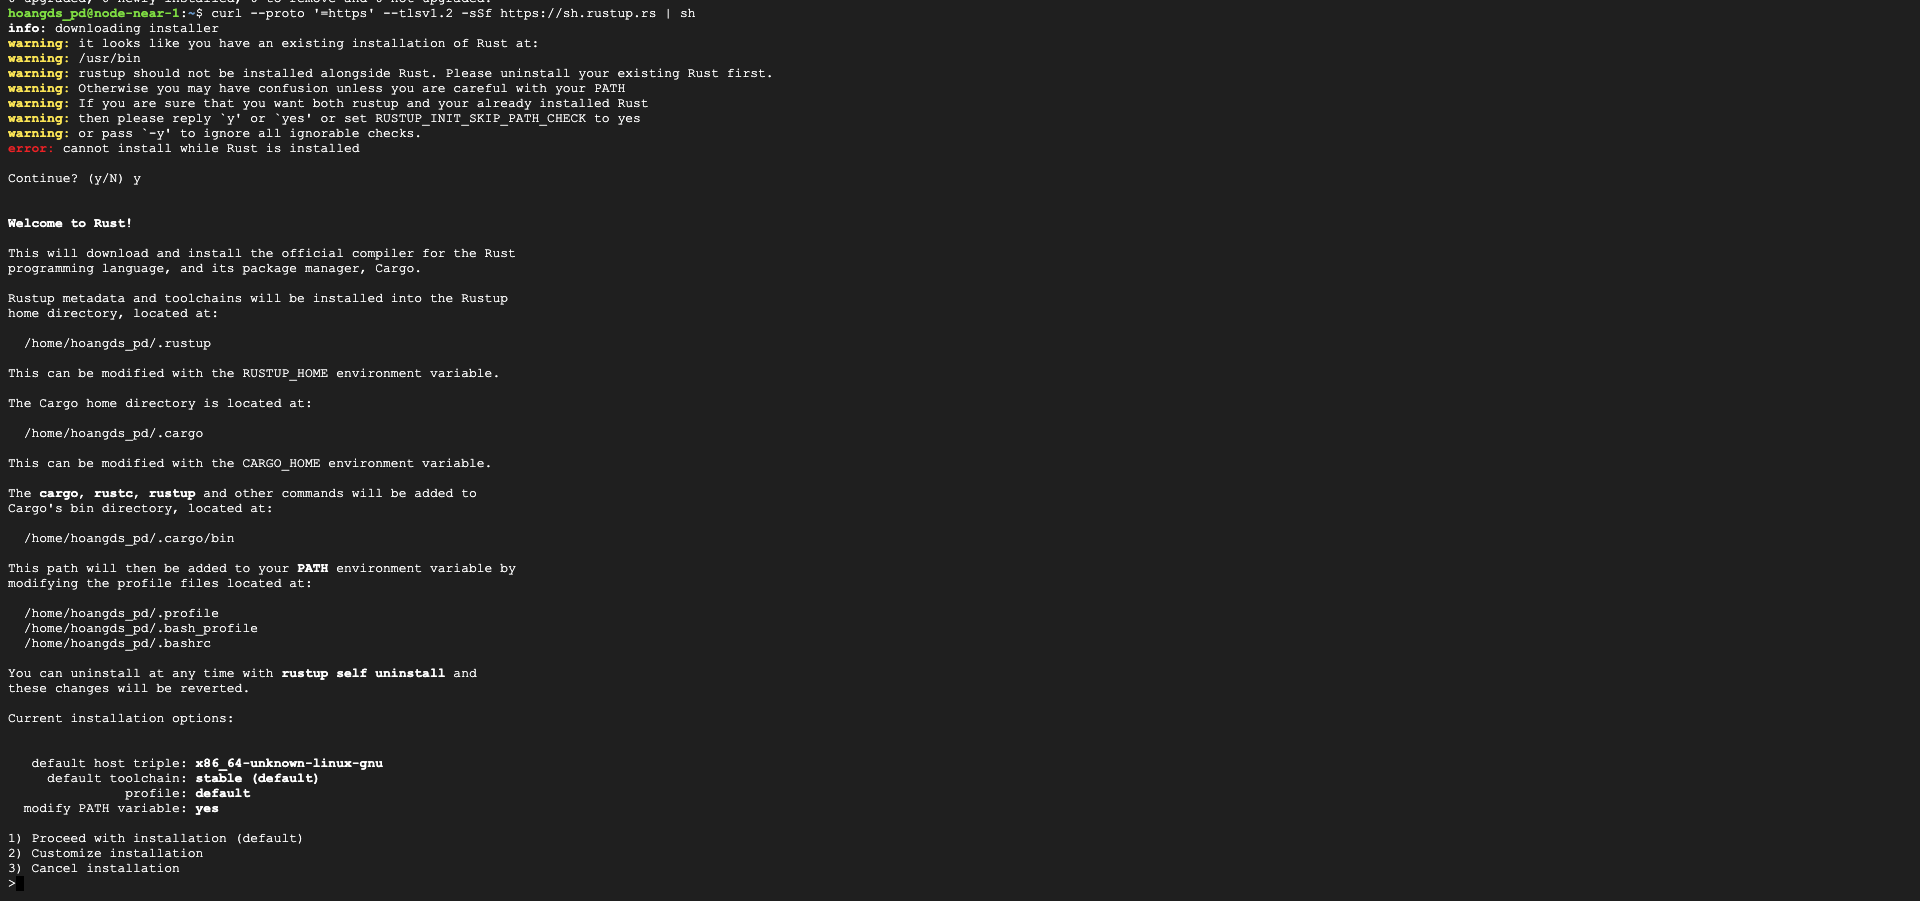 0 upgraded, 0 newly installed, 0 to remove and 0 not upgraded.
hoangds_pd@node-near-1:~$ curl --proto '=https' --tlsv1.2 -sSf https://sh.rustup.rs | sh
info: downloading installer
warning: it looks like you have an existing installation of Rust at:
warning: /usr/bin
warning: rustup should not be installed alongside Rust. Please uninstall your existing Rust first.
warning: Otherwise you may have confusion unless you are careful with your PATH
warning: If you are sure that you want both rustup and your already installed Rust
warning: then please reply `y' or `yes' or set RUSTUP_INIT_SKIP_PATH_CHECK to yes
warning: or pass `-y' to ignore all ignorable checks.
error: cannot install while Rust is installed
Continue? (y/N) y
Welcome to Rust!
This will download and install the official compiler for the Rust
programming language, and its package manager, Cargo.
Rustup metadata and toolchains will be installed into the Rustup
home directory, located at:
/home/hoangds_pd/.rustup
This can be modified with the RUSTUP_HOME environment variable.
The Cargo home directory is located at:
/home/hoangds_pd/.cargo
This can be modified with the CARGO_HOME environment variable.
The cargo, rustc, rustup and other commands will be added to
Cargo's bin directory, located at:
/home/hoangds_pd/.cargo/bin
This path will then be added to your PATH environment variable by
modifying the profile files located at:
/home/hoangds_pd/.profile
/home/hoangds_pd/.bash_profile
/home/hoangds_pd/.bashrc
You can uninstall at any time with rustup self uninstall and
these changes will be reverted.
Current installation options:
default host triple: x86_64-unknown-linux-gnu
default toolchain: stable (default)
profile: default
modify PATH variable: yes
1) Proceed with installation (default)
2) Customize installation
3) Cancel installation
>